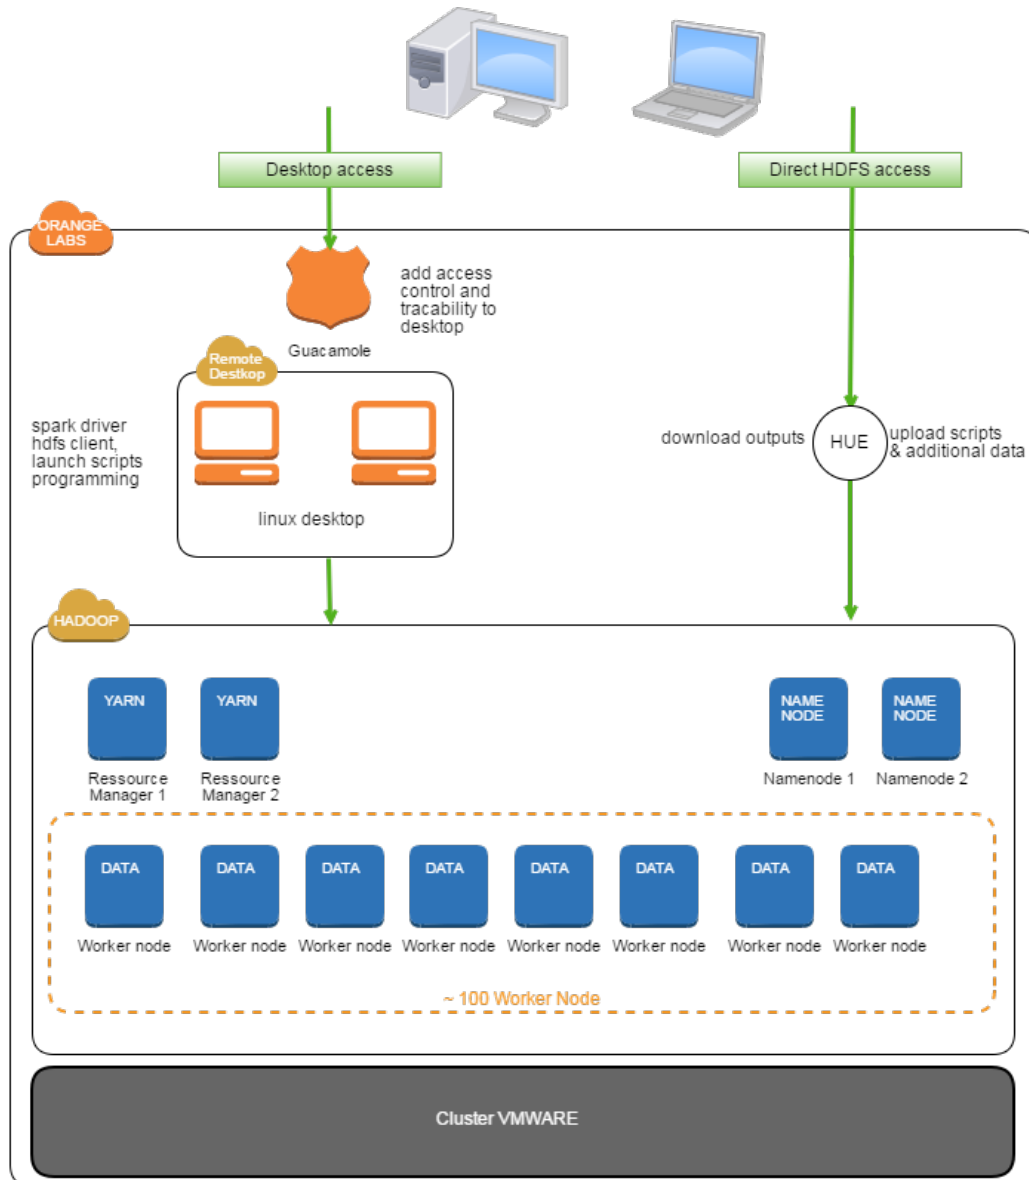 Desktop access
Direct HDFS access
ORANGE
LABS
add access
control and
tracability to
desktop
Guacamole
Remote
Destkop
spark driver
hdfs client,
launch scripts
programming
linux desktop
download outputs
HUE
upload scripts
& additional data
HADOOP
YARN
YARN
NAME
NODE
NAME
NODE
Ressource
Manager 1
Ressource
Manager 2
Namenode 1
Namenode 2
DATA
DATA
DATA
DATA
DATA
DATA
DATA
DATA
Worker node
Worker node
Worker node
Worker node
Worker node
Worker node
Worker node
Worker node
~ 100 Worker Node
Cluster VMWARE